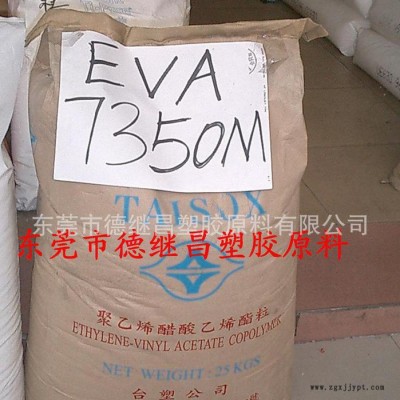 EVA
7350M
TAISOX
东莞市德继昌塑胶原料有限公司
东莞市德继昌塑胶原料
聚乙烯醋酸乙烯酯粒
ETHYLENE-VINYL ACETATE COPOLYMER
NET WEIGHT: 25 KGS
台塑公司
www.zgxjjypt.com